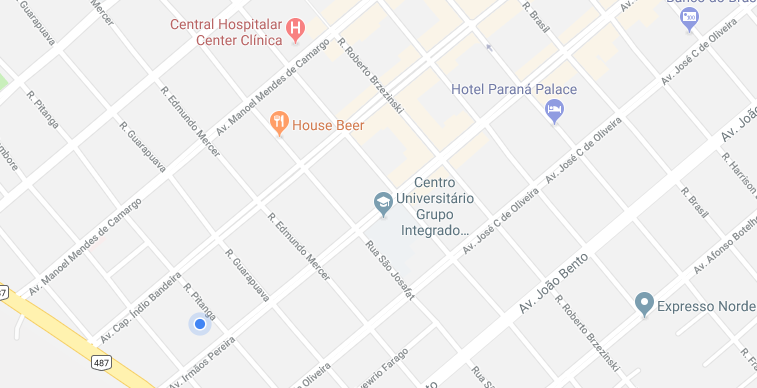 Banco do Bras
Central Hospitalar
Center Clínica
R. Edmundo Mercer
R. Brasil
Av.
Av. José C de Oliveira
R. Guarapuava
R. Pitanga
Av. Manoel Mendes de Camargo
R. Roberto Brzezinski
Hotel Paraná Palace
House Beer
R. Edmundo Mercer
R. Guarapuava
Av. José C de Oliveira
Av. João
R. Harrison
Centro
Universitário
Grupo
Integrado...
R. Brasil
Av. Manoel Mendes de Camargo
R. Edmundo Mercer
Rua São Josafat
Av. José C de Oliveira
Av. Afonso Botelho
R. Guarapuava
R. Pitanga
Av. Cap. Índio Bandeira
Av. João Bento
Expresso Norde
R. Roberto Brzezinski
487
Av. Irmãos Pereira
Oliveira
Farago
Rua Sã